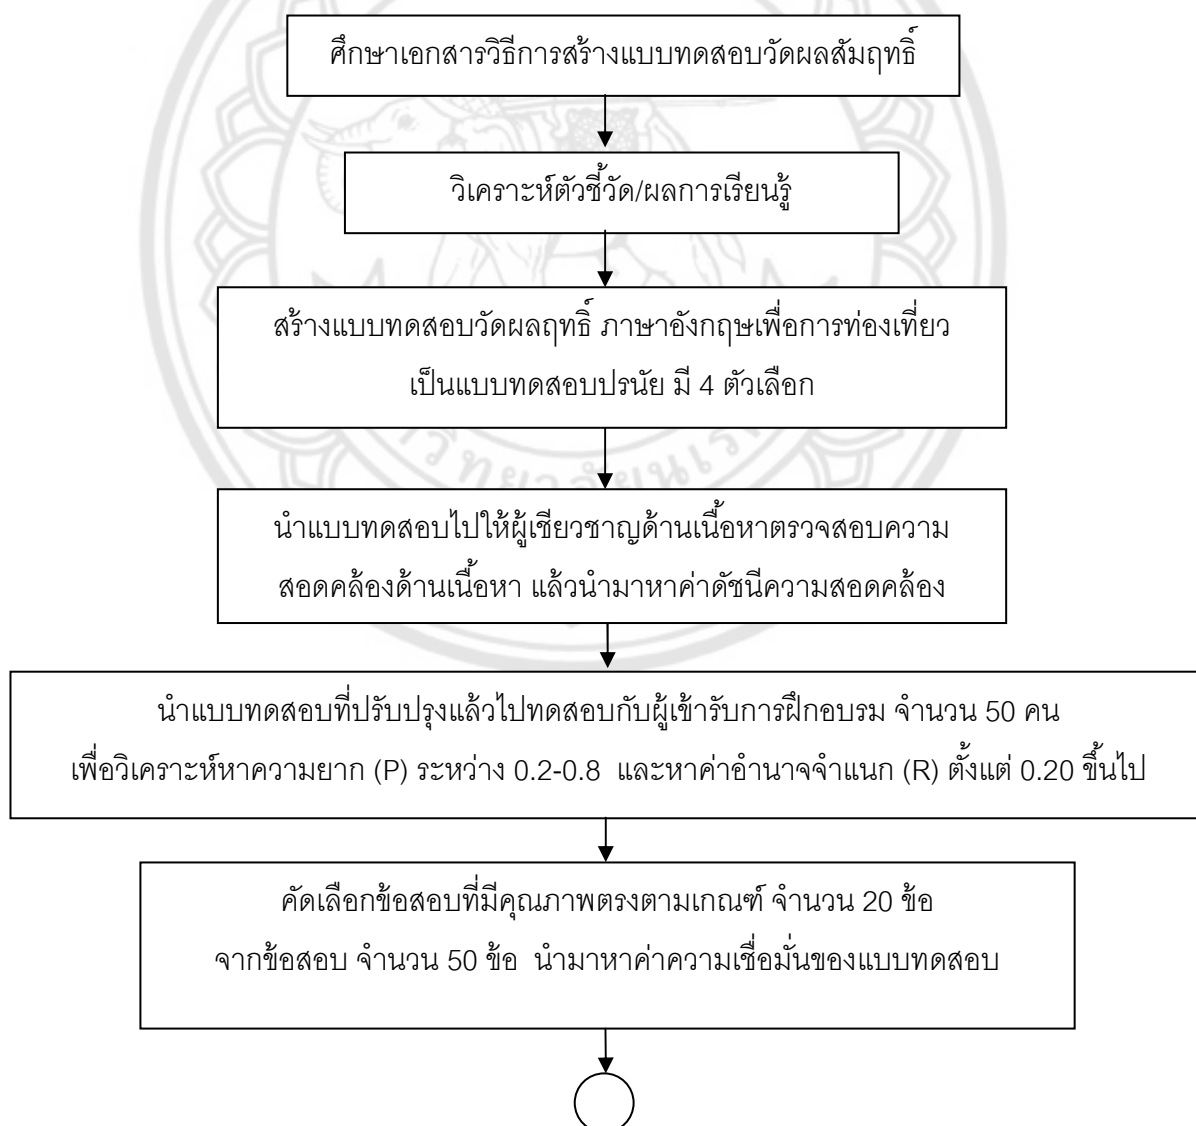 ศึกษาเอกสารวิธีการสร้างแบบทดสอบวัดผลสัมฤทธิ์
วิเคราะห์ตัวชี้วัด/ผลการเรียนรู้
สร้างแบบทดสอบวัดผลฤทธิ์ ภาษาอังกฤษเพื่อการท่องเที่ยว
เป็นแบบทดสอบปรนัย มี 4 ตัวเลือก
นำแบบทดสอบไปให้ผู้เชียวชาญด้านเนื้อหาตรวจสอบความ
สอดคล้องด้านเนื้อหา แล้วนำมาหาค่าดัชนีความสอดคล้อง
นำแบบทดสอบที่ปรับปรุงแล้วไปทดสอบกับผู้เข้ารับการฝึกอบรม จำนวน 50 คน
เพื่อวิเคราะห์หาความยาก (P) ระหว่าง 0.2-0.8 และหาค่าอำนาจจำแนก (R) ตั้งแต่ 0.20 ขึ้นไป
คัดเลือกข้อสอบที่มีคุณภาพตรงตามเกณฑ์ จำนวน 20 ข้อ
จากข้อสอบ จำนวน 50 ข้อ นำมาหาค่าความเชื่อมั่นของแบบทดสอบ